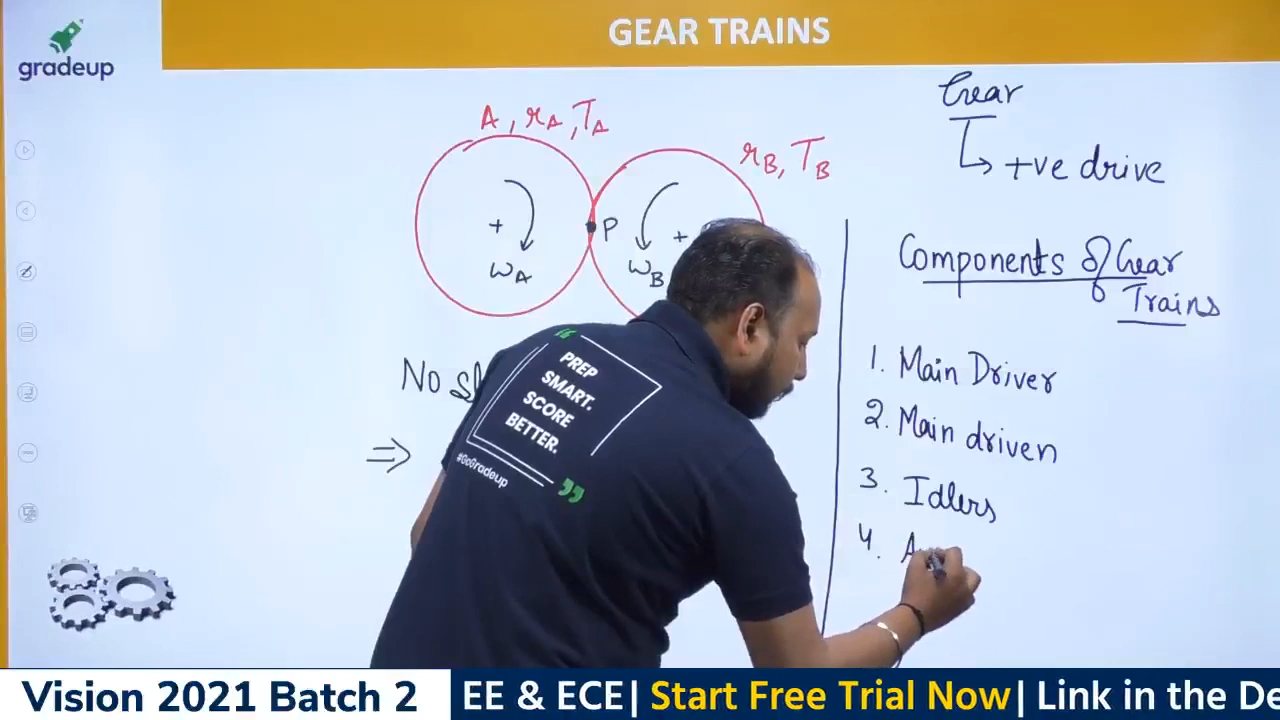 GEAR TRAINS
gradeup
A, rA, TA
rB, TB
P
ωA
ωB
No
⇒
Gear
↳ +ve drive
Components of Gear
Trains
1. Main Driver
2. Main driven
3. Idlers
4. A
“
PREP
SMART.
SCORE
BETTER.
”
#GoGradeup
Vision 2021 Batch 2
EE & ECE| Start Free Trial Now| Link in the De